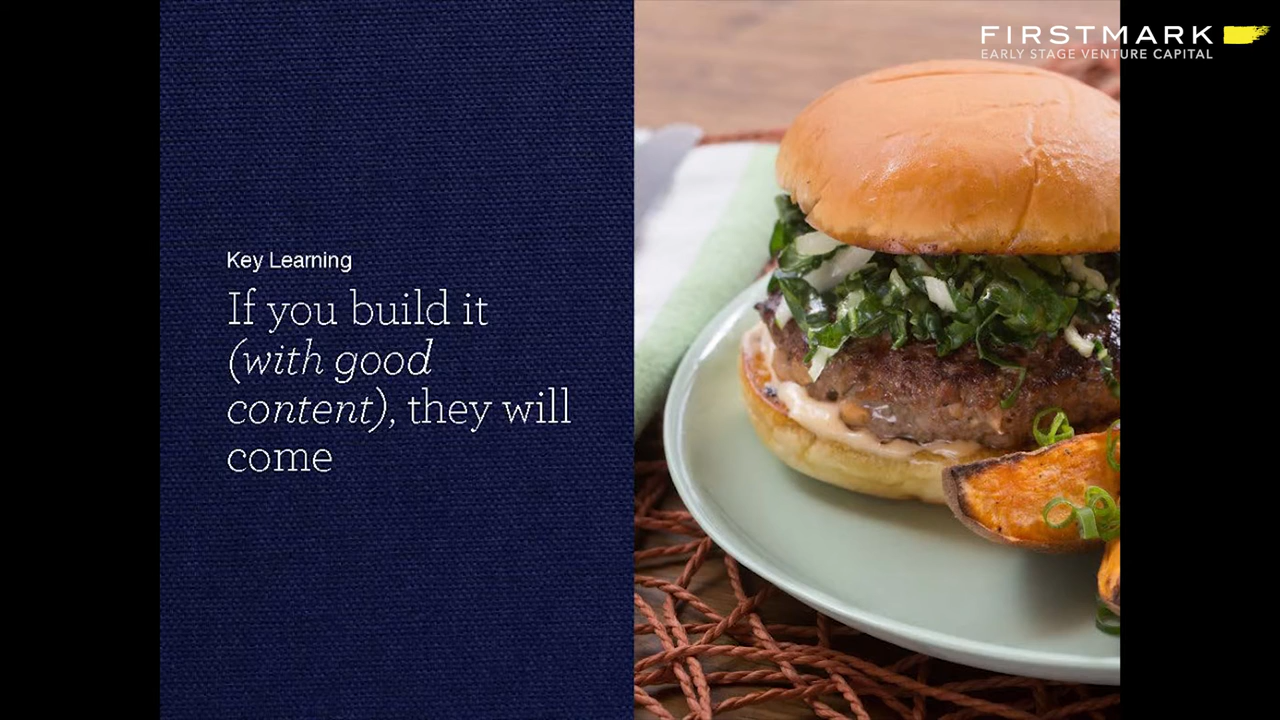 FIRSTMARK
EARLY STAGE VENTURE CAPITAL
Key Learning
If you build it
(with good
content), they will
come